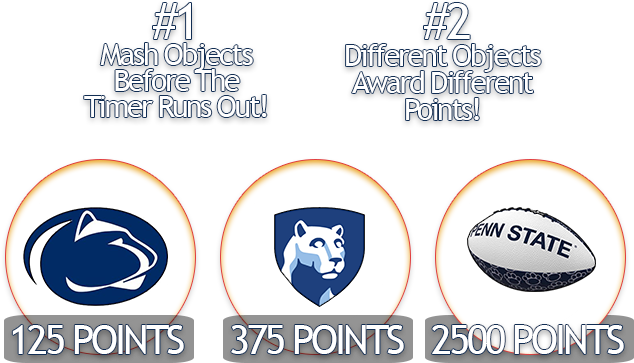 #1
Mash Objects
Before The
Timer Runs Out!
#2
Different Objects
Award Different
Points!
PENN STATE
125 POINTS
375 POINTS
2500 POINTS